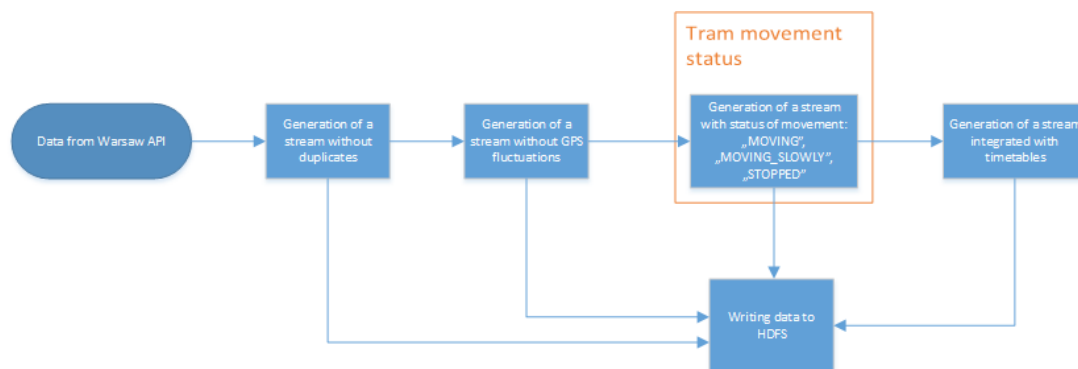 Tram movement
status
Data from Warsaw API
Generation of a
stream without
duplicates
Generation of a
stream without GPS
fluctuations
Generation of a stream
with status of movement:
„MOVING”,
„MOVING_SLOWLY”,
„STOPPED”
Generation of a stream
integrated with
timetables
Writing data to
HDFS